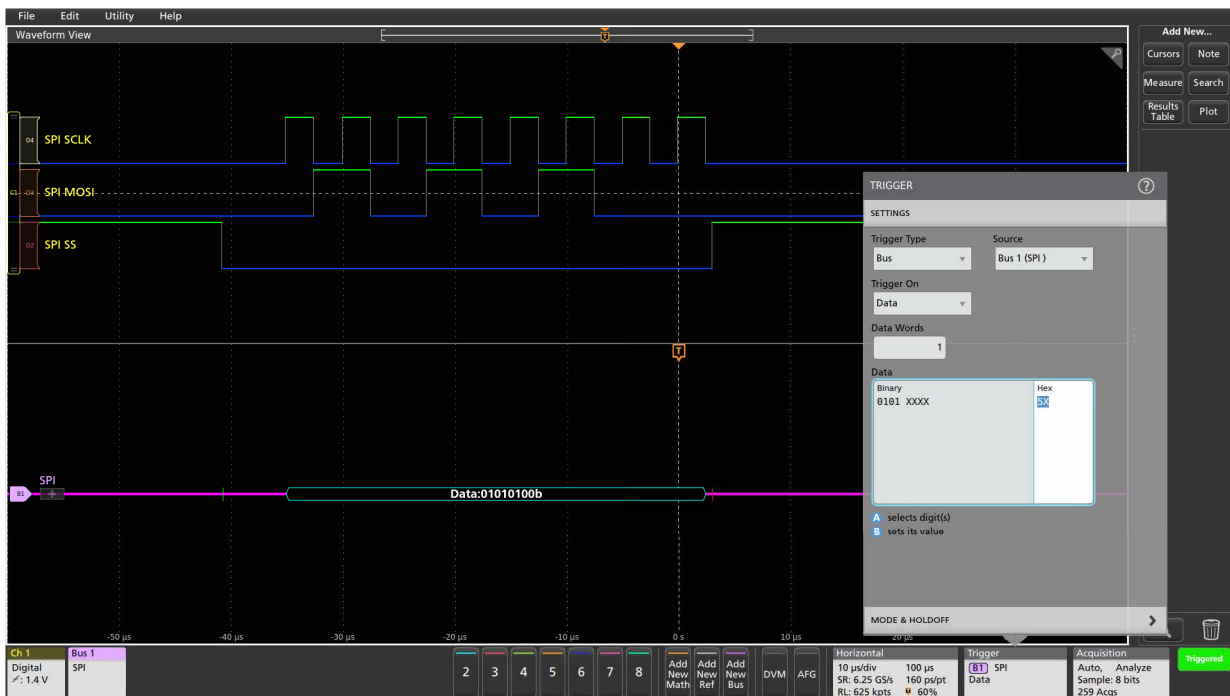 File Edit Utility Help
Waveform View
Add New...
Cursors Note
Measure Search
Results Table Plot
T
D4 SPI SCLK
C1 D3 SPI MOSI
D2 SPI SS
T
SPI
B1 +
Data:01010100b
-50 µs -40 µs -30 µs -20 µs -10 µs 0 s 10 µs 20 µs
TRIGGER ?
SETTINGS
Trigger Type Source
Bus Bus 1 (SPI )
Trigger On
Data
Data Words
1
Data
Binary Hex
0101 XXXX 5X
A selects digit(s)
B sets its value
MODE & HOLDOFF
Ch 1 Bus 1
Digital SPI
: 1.4 V
2 3 4 5 6 7 8
Add New Math
Add New Ref
Add New Bus
DVM AFG
Horizontal
10 µs/div 100 µs
SR: 6.25 GS/s 160 ps/pt
RL: 625 kpts 60%
Trigger
B1 SPI
Data
Acquisition
Auto, Analyze
Sample: 8 bits
259 Acqs
Triggered